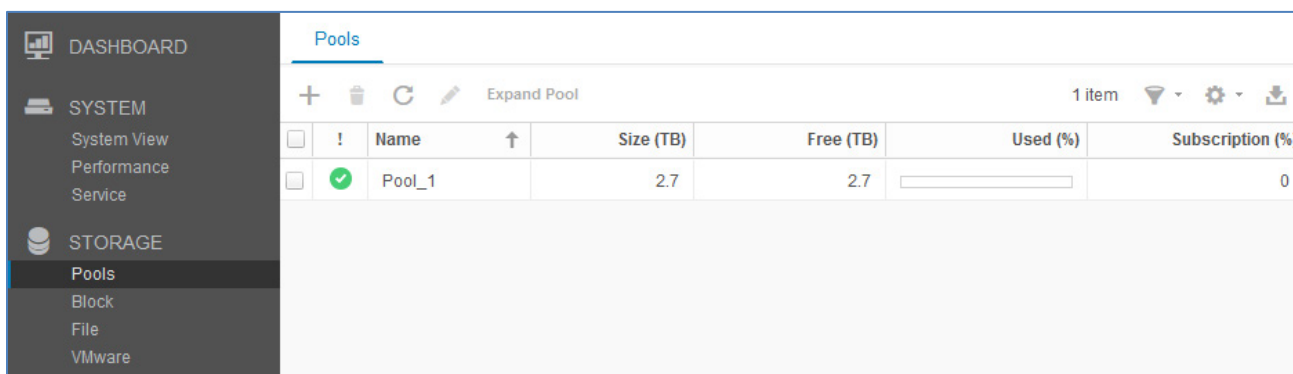 DASHBOARD
SYSTEM
System View
Performance
Service
STORAGE
Pools
Block
File
VMware
Pools
Expand Pool
1 item
! Name Size (TB) Free (TB) Used (%) Subscription (%
Pool_1 2.7 2.7 0